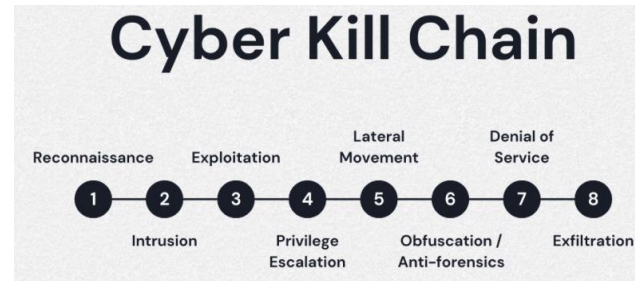 Cyber Kill Chain
Lateral
Movement
Denial of
Service
Reconnaissance
Exploitation
1
2
3
4
5
6
7
8
Intrusion
Privilege
Escalation
Obfuscation /
Anti-forensics
Exfiltration